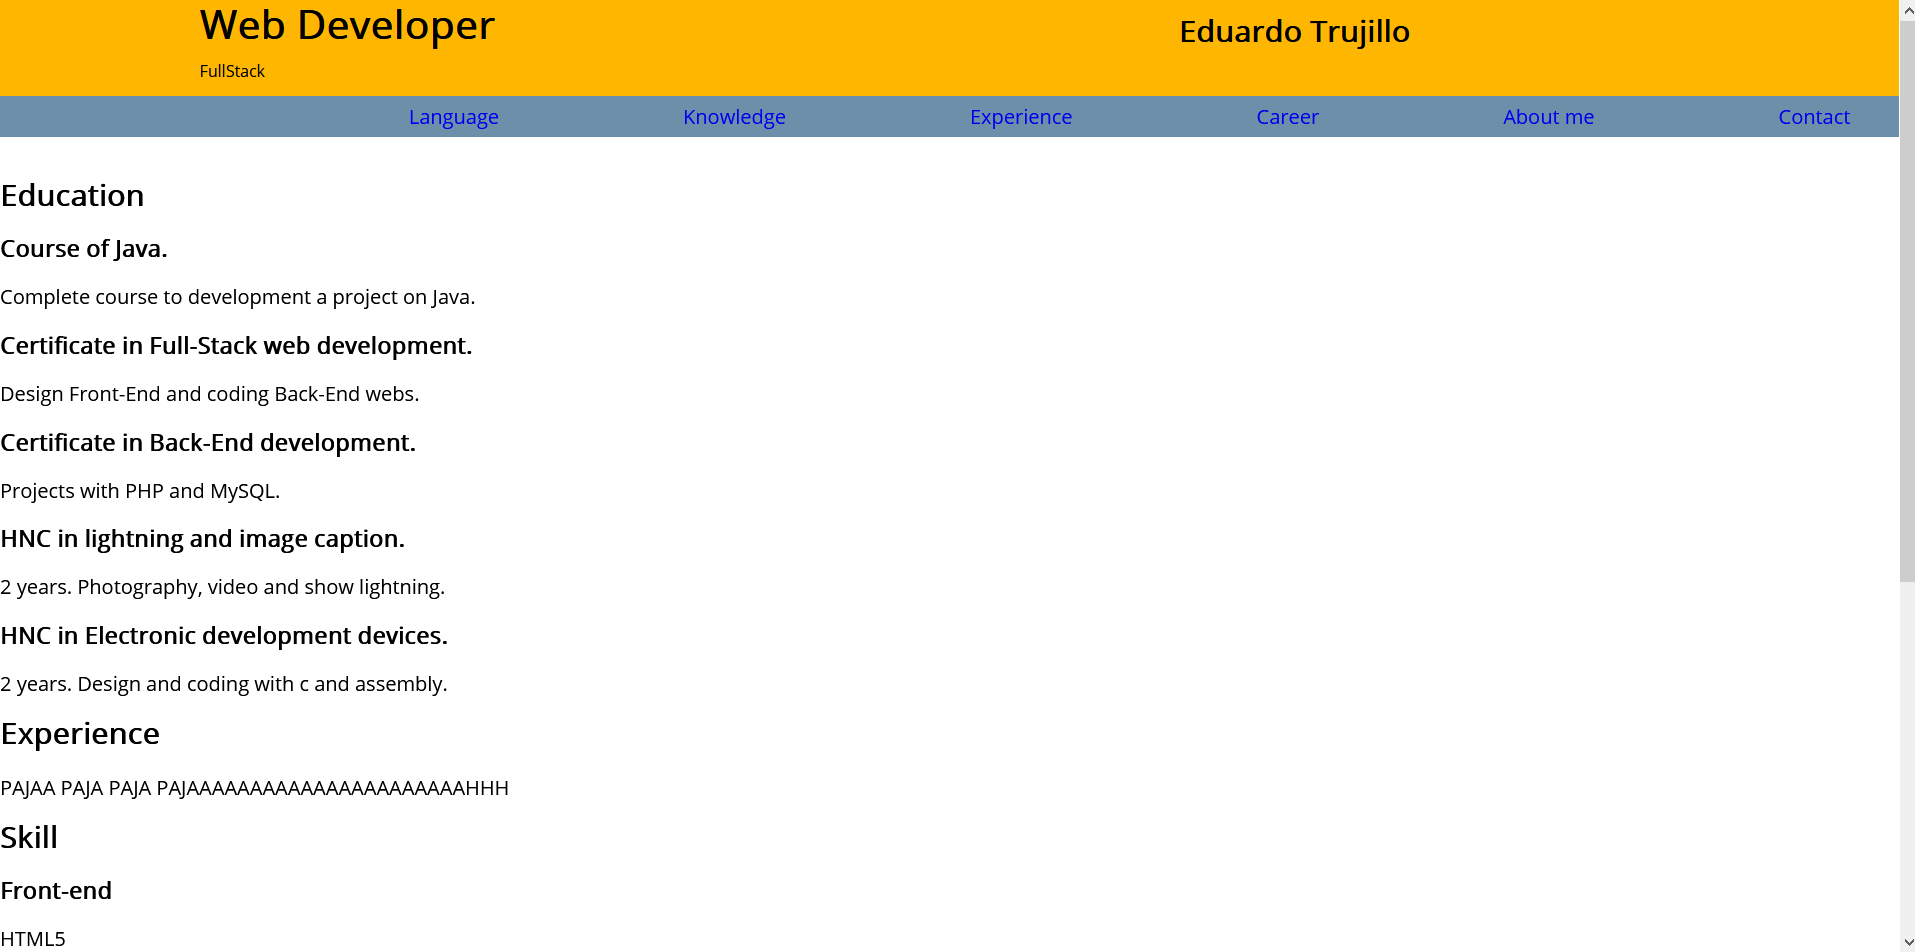 Web Developer
Eduardo Trujillo
FullStack
Language Knowledge Experience Career About me Contact
Education
Course of Java.
Complete course to development a project on Java.
Certificate in Full-Stack web development.
Design Front-End and coding Back-End webs.
Certificate in Back-End development.
Projects with PHP and MySQL.
HNC in lightning and image caption.
2 years. Photography, video and show lightning.
HNC in Electronic development devices.
2 years. Design and coding with c and assembly.
Experience
PAJAA PAJA PAJA PAJAAAAAAAAAAAAAAAAAAAAAAHHH
Skill
Front-end
HTML5